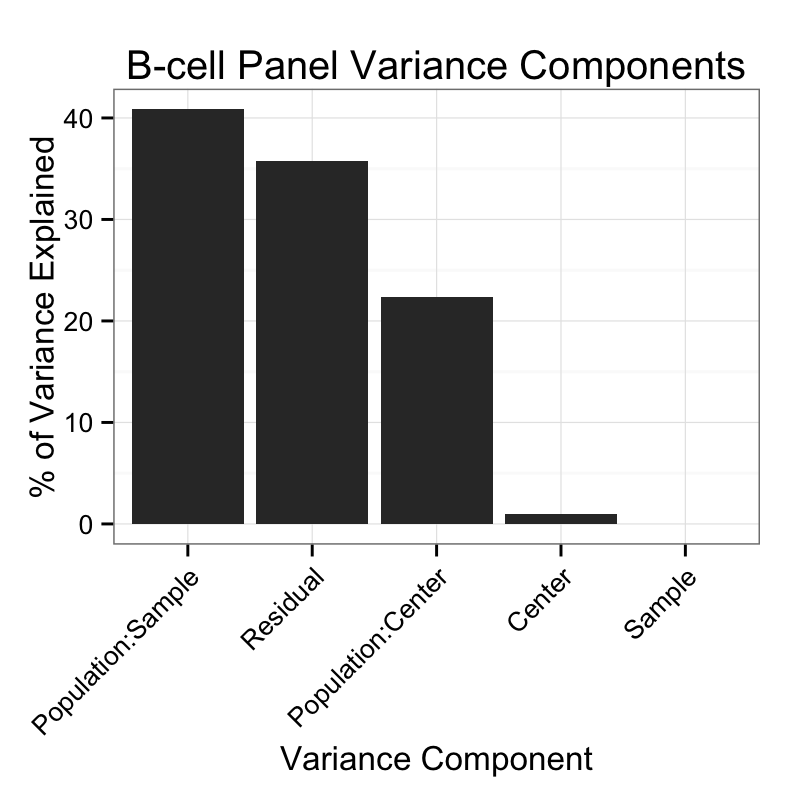 B-cell Panel Variance Components
% of Variance Explained
40
30
20
10
0
Population:Sample
Residual
Population:Center
Center
Sample
Variance Component